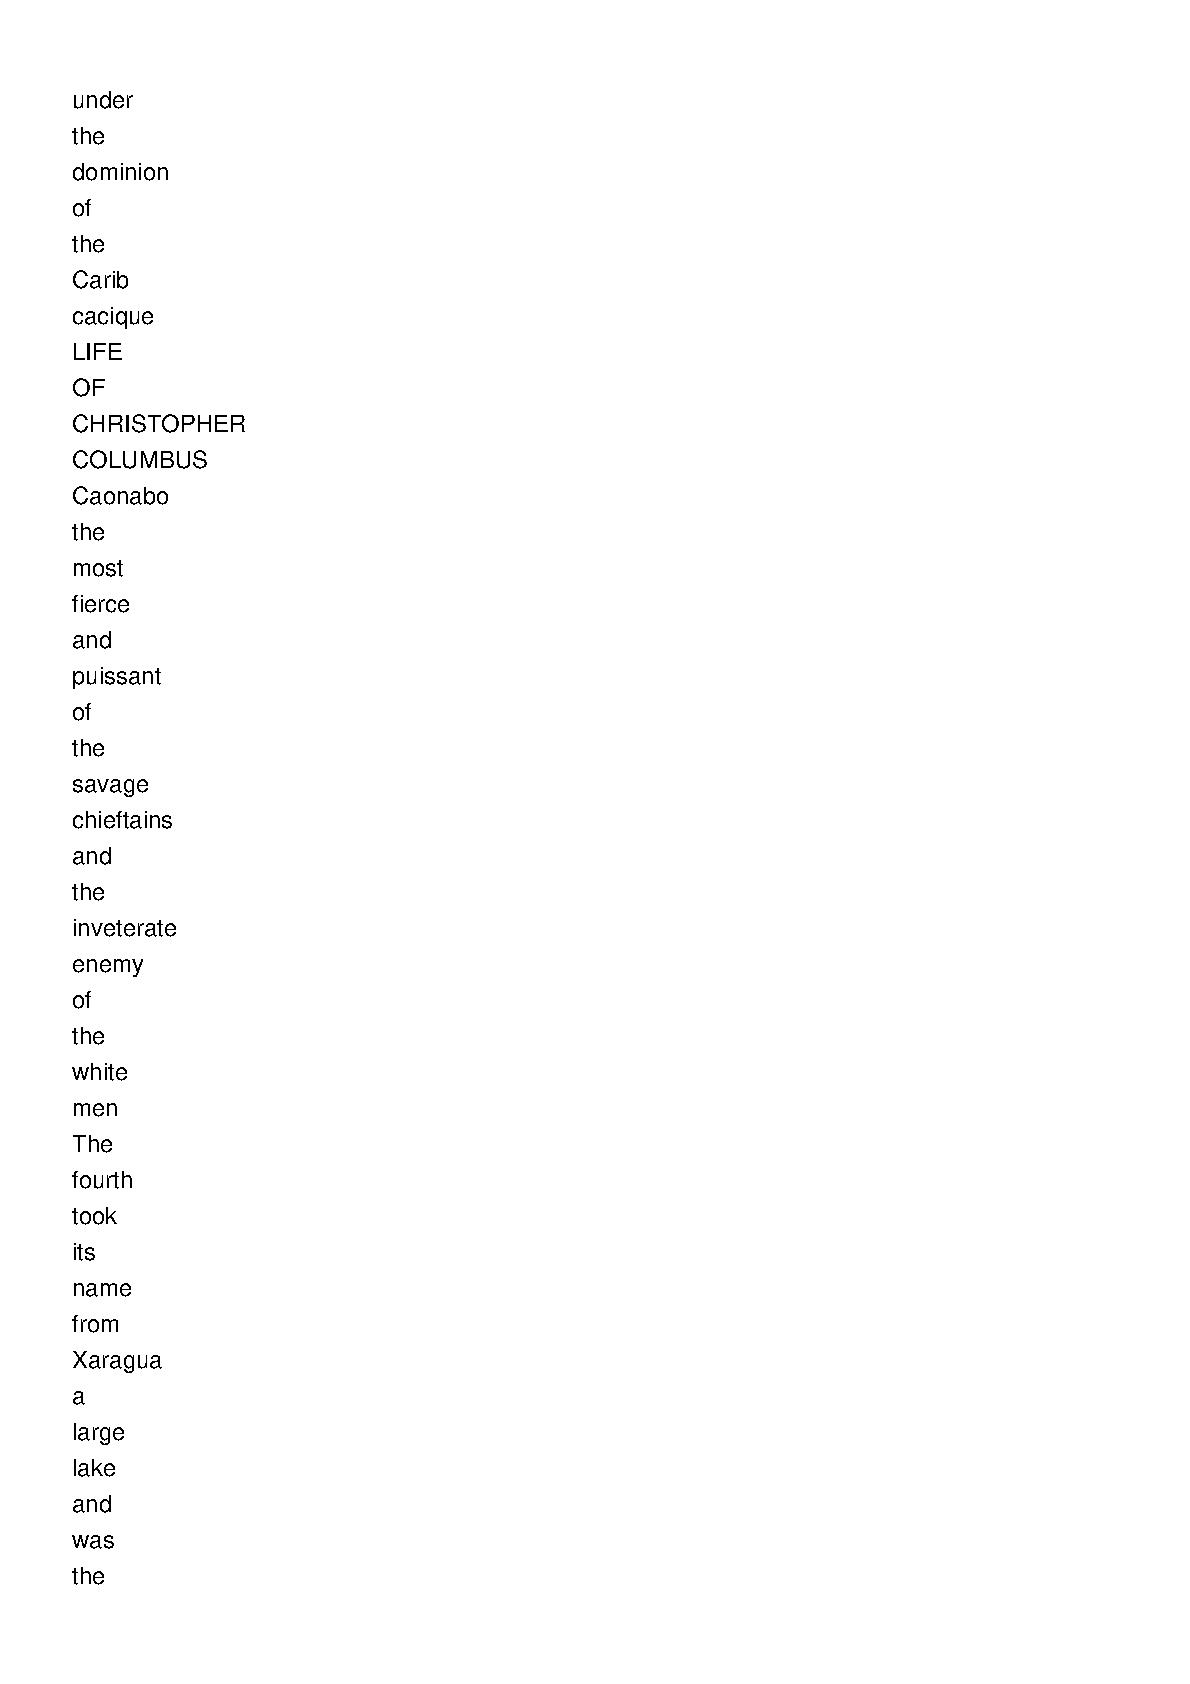 under
the
dominion
of
the
Carib
cacique
LIFE
OF
CHRISTOPHER
COLUMBUS
Caonabo
the
most
fierce
and
puissant
of
the
savage
chieftains
and
the
inveterate
enemy
of
the
white
men
The
fourth
took
its
name
from
Xaragua
a
large
lake
and
was
the